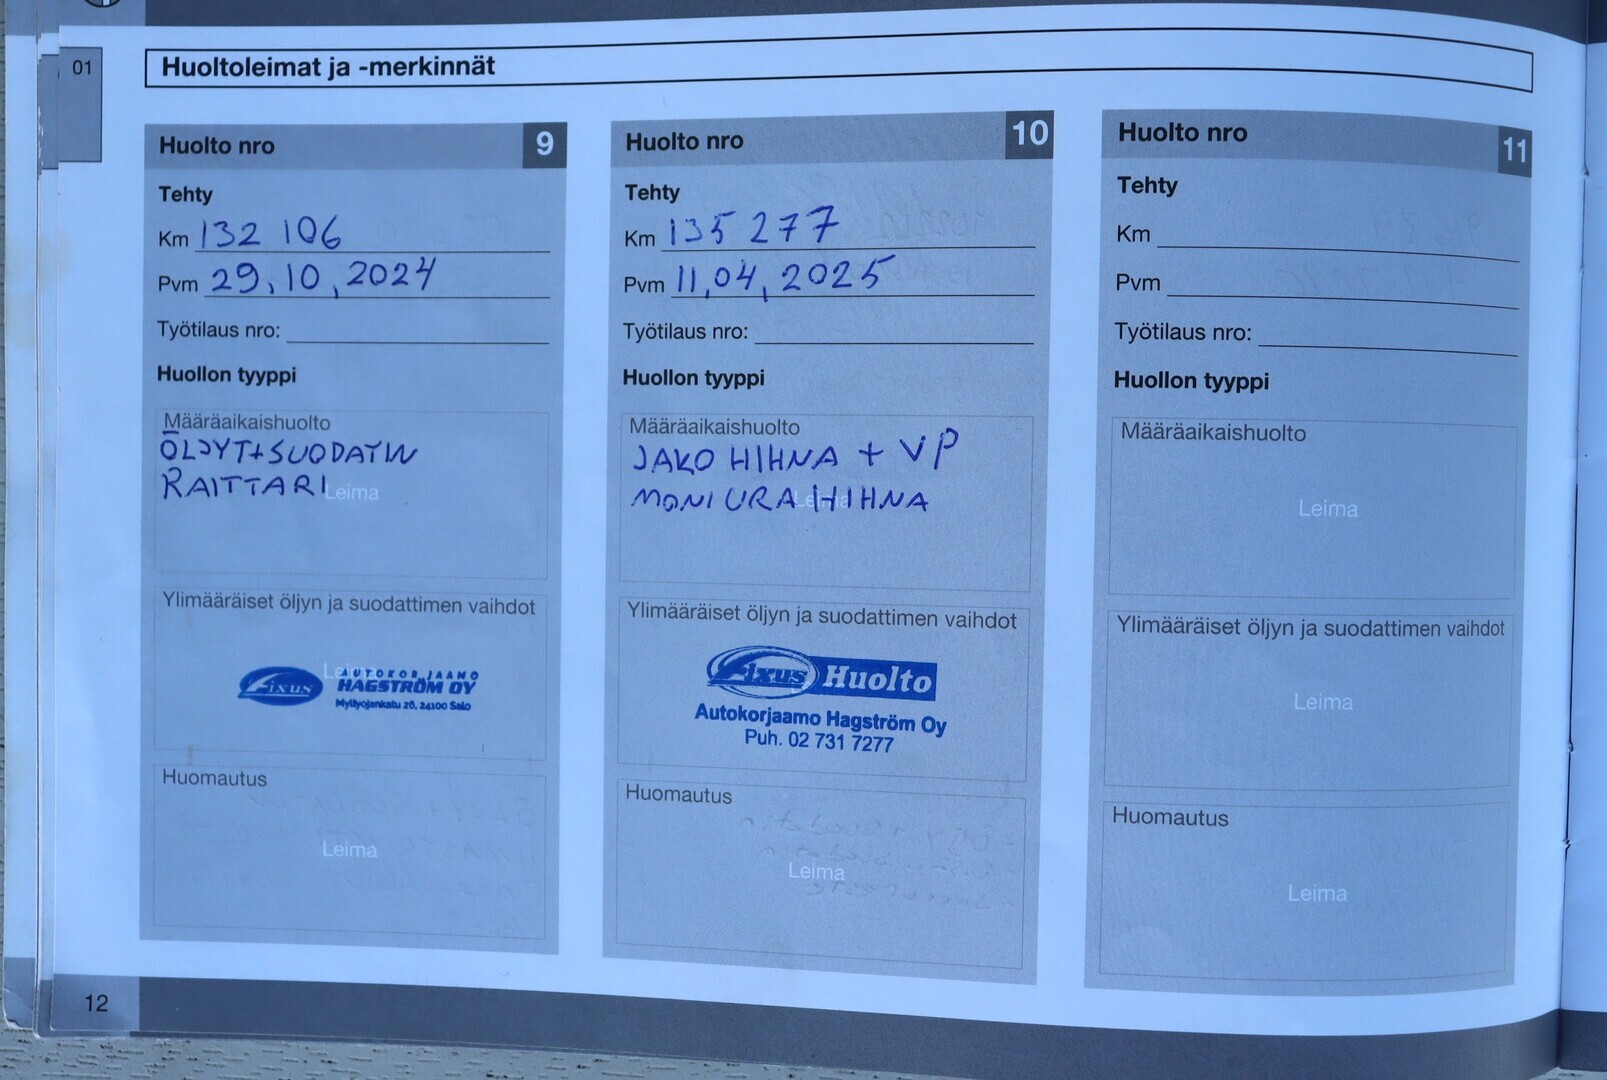 01
Huoltoleimat ja -merkinnät
Huolto nro 9
Tehty
Km 132 106
Pvm 29.10.2024
Työtilaus nro:
Huollon tyyppi
Määräaikaishuolto
ÖLJYT+SUODATIN
RAITTARI
Leima
Ylimääräiset öljyn ja suodattimen vaihdot
Leima
Fixus
AUTOKORJAAMO
HAGSTRÖM OY
Myllyojankatu 26, 24100 Salo
Huomautus
Leima
Huolto nro 10
Tehty
Km 135 277
Pvm 11,04,2025
Työtilaus nro:
Huollon tyyppi
Määräaikaishuolto
JAKO HIHNA + VP
MONIURA HIHNA
Leima
Ylimääräiset öljyn ja suodattimen vaihdot
Fixus Huolto
Autokorjaamo Hagström Oy
Puh. 02 731 7277
Huomautus
Leima
Huolto nro 11
Tehty
Km
Pvm
Työtilaus nro:
Huollon tyyppi
Määräaikaishuolto
Leima
Ylimääräiset öljyn ja suodattimen vaihdot
Leima
Huomautus
Leima
12